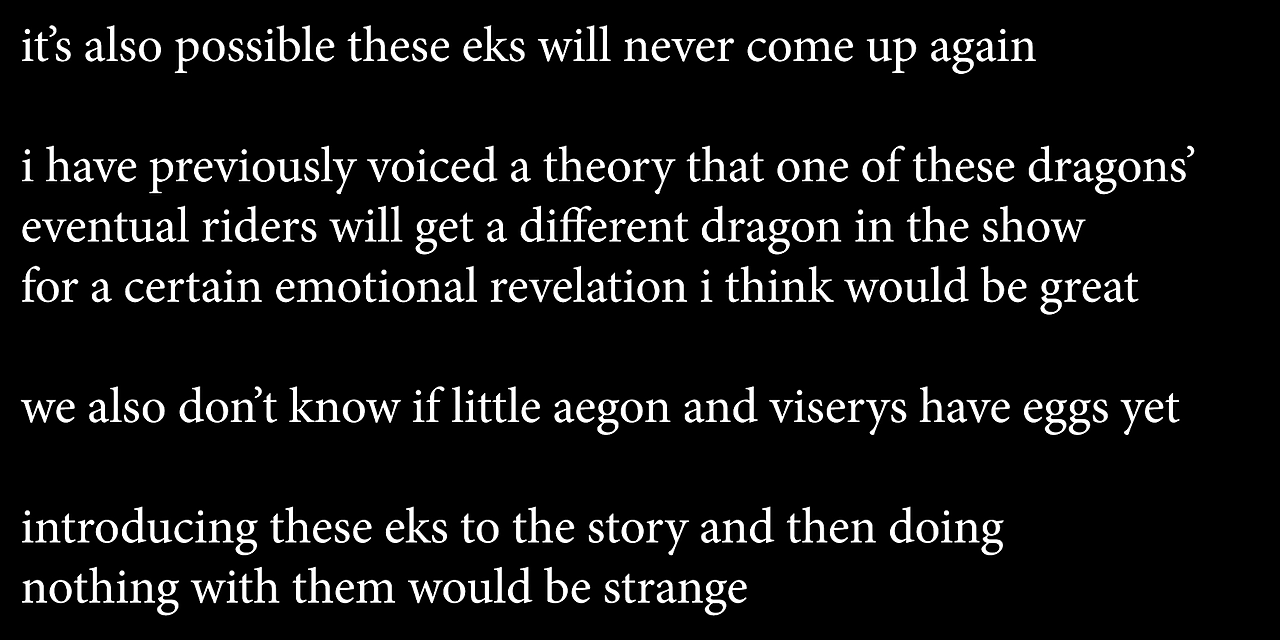 it’s also possible these eks will never come up again
i have previously voiced a theory that one of these dragons’
eventual riders will get a different dragon in the show
for a certain emotional revelation i think would be great
we also don’t know if little aegon and viserys have eggs yet
introducing these eks to the story and then doing
nothing with them would be strange